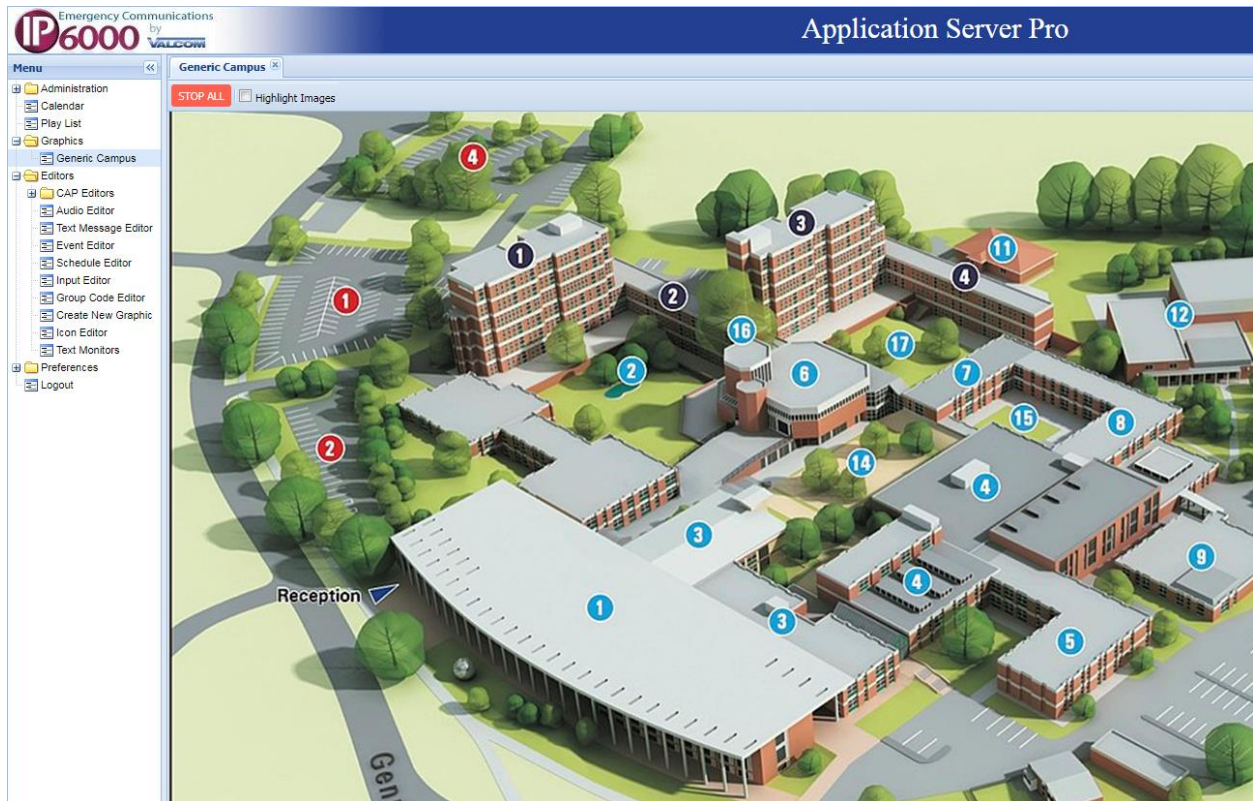 Emergency Communications
IP6000 by VALCOM
Application Server Pro
Menu
Administration
Calendar
Play List
Graphics
Generic Campus
Editors
CAP Editors
Audio Editor
Text Message Editor
Event Editor
Schedule Editor
Input Editor
Group Code Editor
Create New Graphic
Icon Editor
Text Monitors
Preferences
Logout
Generic Campus
STOP ALL Highlight Images
4
3
1
11
4
2
1
12
16
17
2
6
7
15
8
2
14
4
3
9
4
Reception
1
3
5
Gen